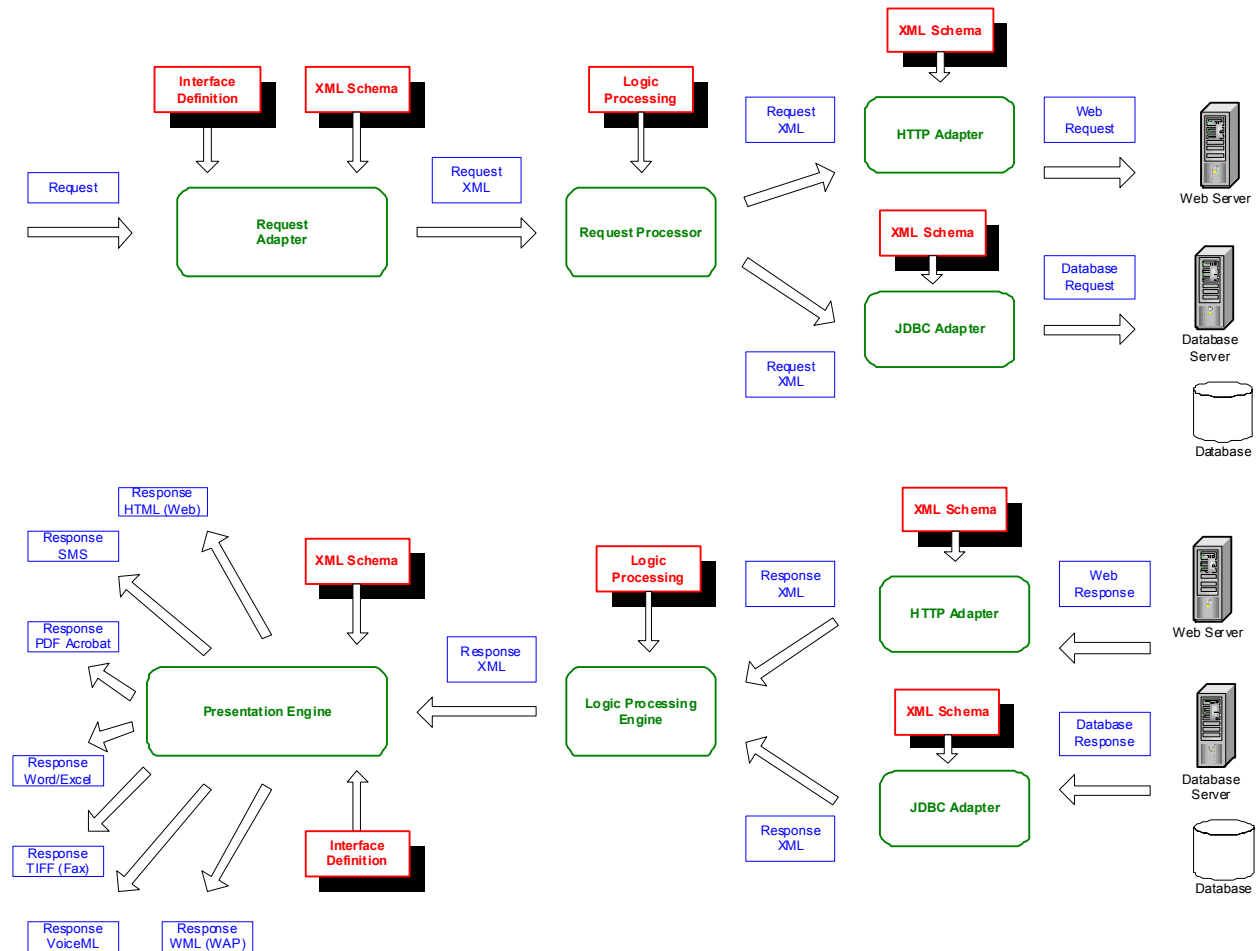 XML Schema
Interface
Definition
XML Schema
Logic
Processing
Request
XML
HTTP Adapter
Web
Request
Web Server
Request
Request
Adapter
Request
XML
Request Processor
XML Schema
Database
Request
JDBC Adapter
Request
XML
Database
Server
Database
Response
HTML (Web)
Response
SMS
XML Schema
Logic
Processing
XML Schema
Response
XML
HTTP Adapter
Web
Response
Web Server
Response
PDF Acrobat
Response
XML
Presentation Engine
Logic Processing
Engine
XML Schema
Database
Response
Response
Word/Excel
JDBC Adapter
Database
Server
Response
XML
Interface
Definition
Response
TIFF (Fax)
Database
Response
VoiceML
Response
WML (WAP)